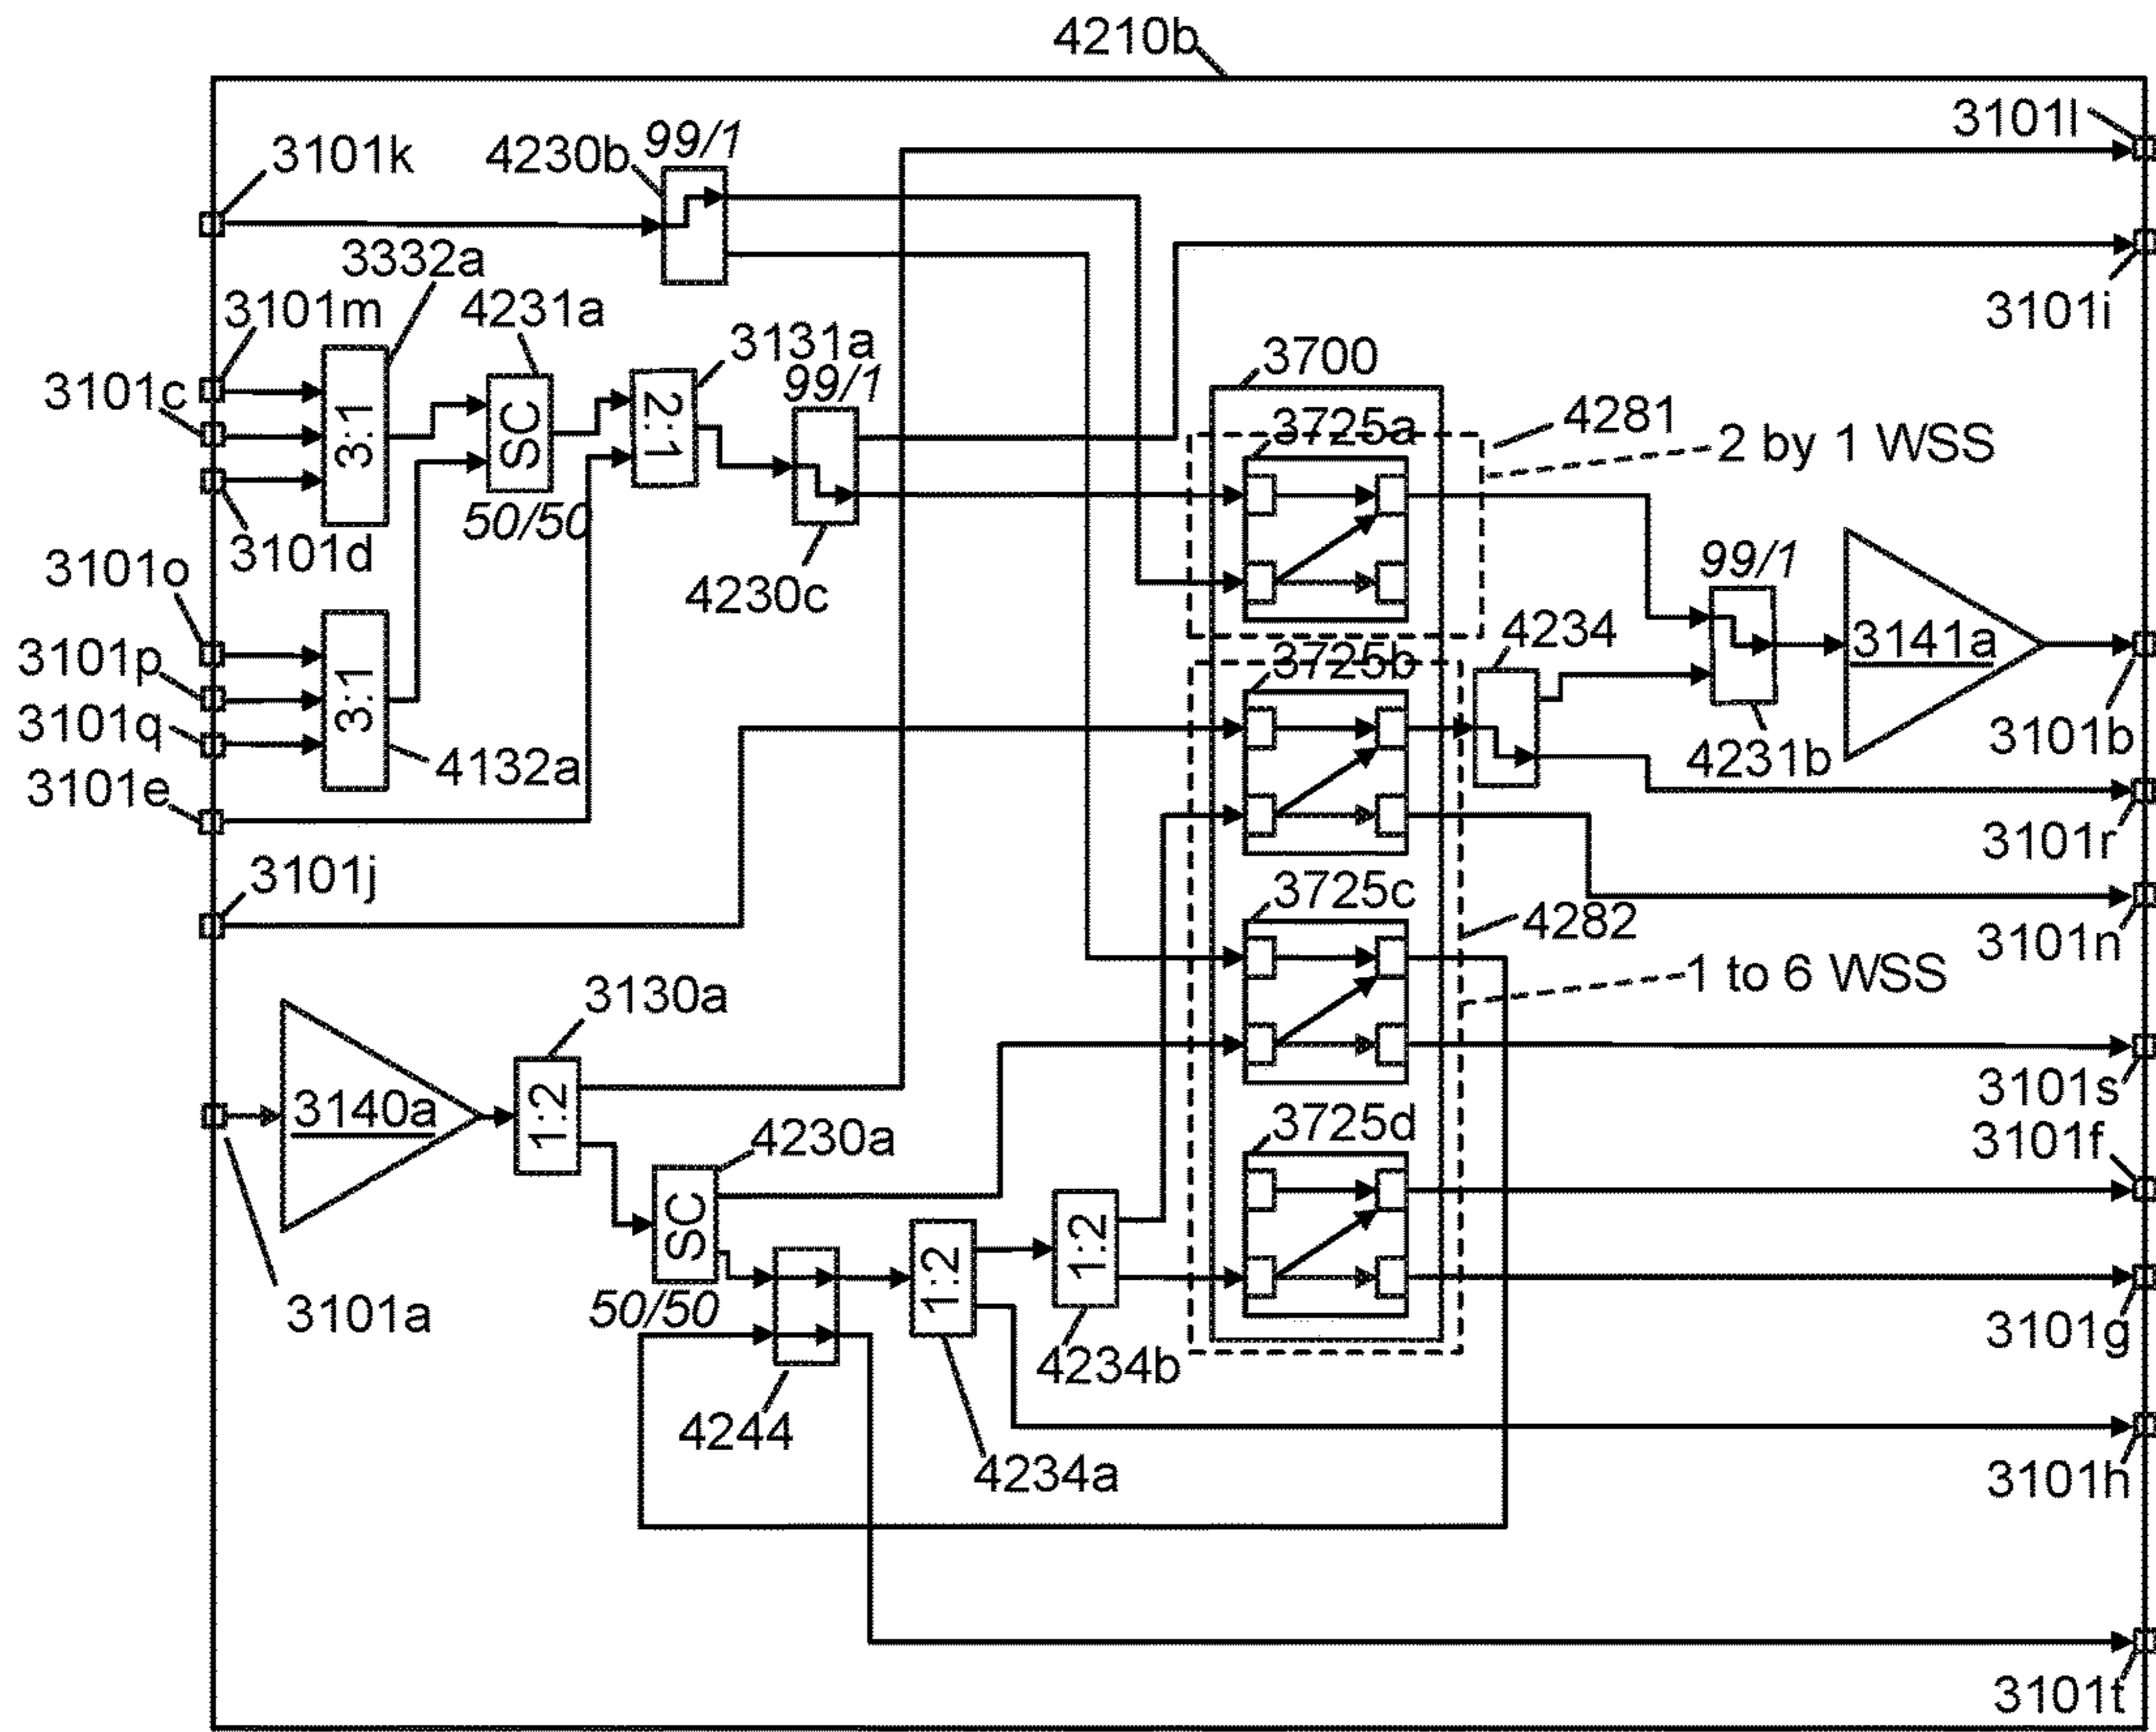 4210b
3101l
3101k
4230b
99/1
3332a
3101m
4231a
3101i
3131a
99/1
3700
3101c
3:1
SC
2:1
3725a
4281
2 by 1 WSS
50/50
3101d
3101o
4230c
99/1
4234
3141a
3101p
3725b
3:1
3101q
4132a
4231b
3101b
3101e
3101r
3101j
3725c
4282
3101n
1 to 6 WSS
3130a
3101s
3140a
1:2
4230a
3725d
3101f
SC
1:2
1:2
3101a
50/50
3101g
4234b
4244
4234a
3101h
3101t